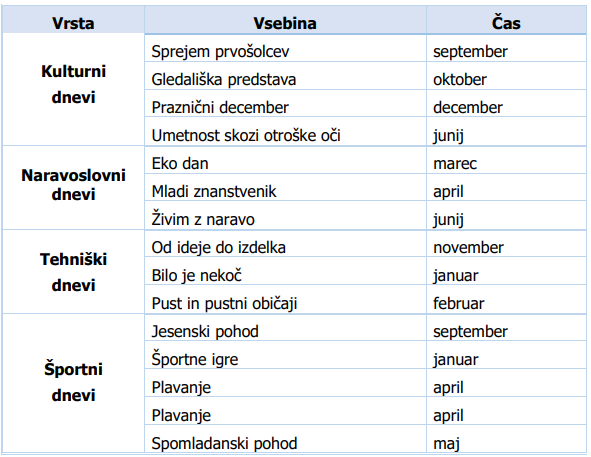 Vrsta Vsebina Čas
Kulturni dnevi
Sprejem prvošolcev september
Gledališka predstava oktober
Praznični december december
Umetnost skozi otroške oči junij
Naravoslovni dnevi
Eko dan marec
Mladi znanstvenik april
Živim z naravo junij
Tehniški dnevi
Od ideje do izdelka november
Bilo je nekoč januar
Pust in pustni običaji februar
Športni dnevi
Jesenski pohod september
Športne igre januar
Plavanje april
Plavanje april
Spomladanski pohod maj